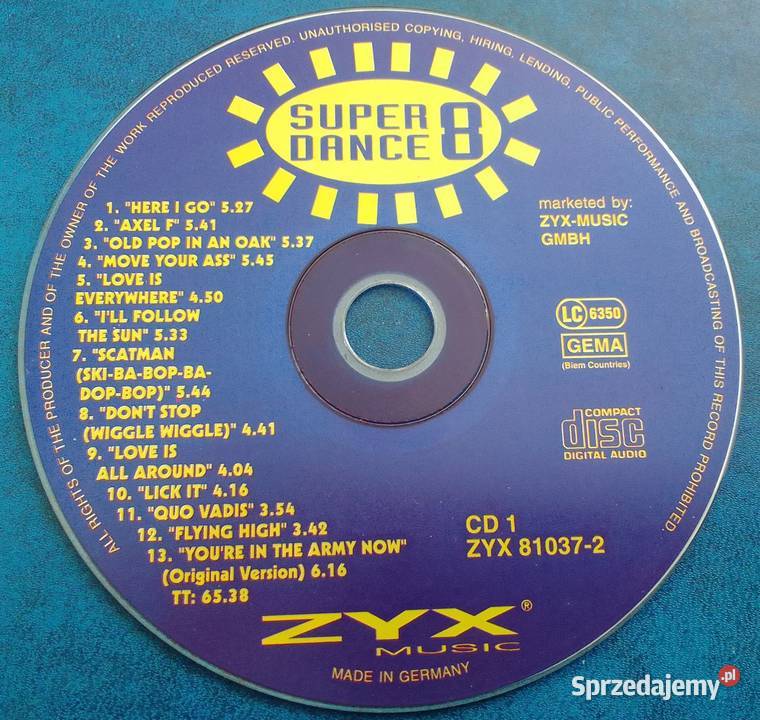 ALL RIGHTS OF THE PRODUCER AND OF THE OWNER OF THE WORK REPRODUCED RESERVED. UNAUTHORISED COPYING, HIRING, LENDING, PUBLIC PERFORMANCE AND BROADCASTING OF THIS RECORD PROHIBITED.
SUPER
DANCE 8
1. "HERE I GO" 5.27
2. "AXEL F" 5.41
3. "OLD POP IN AN OAK" 5.37
4. "MOVE YOUR ASS" 5.45
5. "LOVE IS
EVERYWHERE" 4.50
6. "I'LL FOLLOW
THE SUN" 5.33
7. "SCATMAN
(SKI-BA-BOP-BA-
DOP-BOP)" 5.44
8. "DON'T STOP
(WIGGLE WIGGLE)" 4.41
9. "LOVE IS
ALL AROUND" 4.04
10. "LICK IT" 4.16
11. "QUO VADIS" 3.54
12. "FLYING HIGH" 3.42
13. "YOU'RE IN THE ARMY NOW"
(Original Version) 6.16
TT: 65.38
marketed by:
ZYX-MUSIC
GMBH
LC 6350
GEMA
(Biem Countries)
COMPACT
disc
DIGITAL AUDIO
CD 1
ZYX 81037-2
ZYX®
MUSIC
MADE IN GERMANY
Sprzedajemy.pl